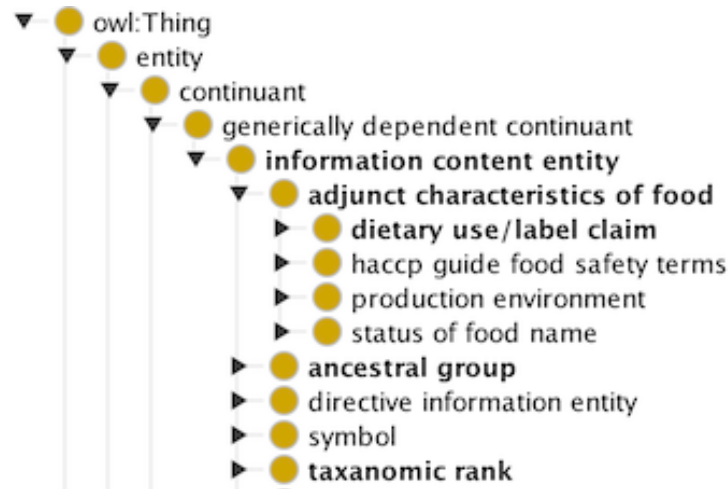 owl:Thing
entity
continuant
generically dependent continuant
information content entity
adjunct characteristics of food
dietary use/label claim
haccp guide food safety terms
production environment
status of food name
ancestral group
directive information entity
symbol
taxanomic rank